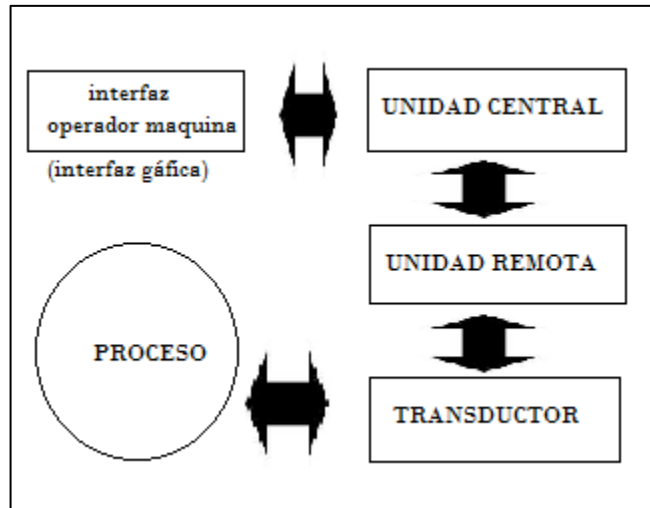 interfaz
operador maquina
(interfaz gáfica)
UNIDAD CENTRAL
UNIDAD REMOTA
PROCESO
TRANSDUCTOR